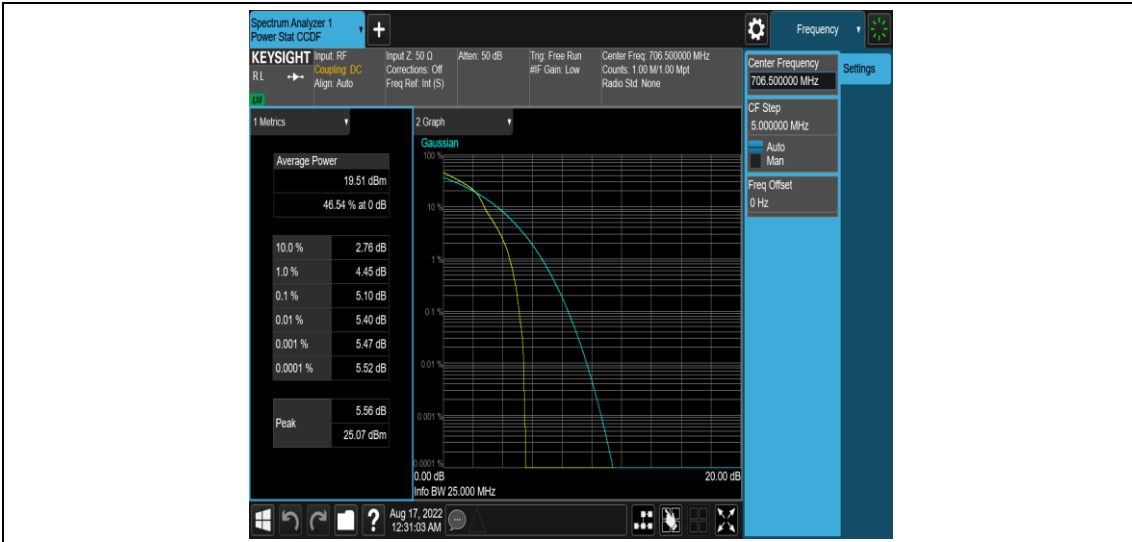 Spectrum Analyzer 1
Power Stat CCDF
+
Frequency
KEYSIGHT
RL
LNI
Input: RF
Coupling: DC
Align: Auto
Input Z: 50 Ω
Corrections: Off
Freq Ref: Int (S)
Atten: 50 dB
Trig: Free Run
#IF Gain: Low
Center Freq: 706.500000 MHz
Counts: 1.00 M/1.00 Mpt
Radio Std: None
Center Frequency
706.500000 MHz
Settings
CF Step
5.000000 MHz
Auto
Man
Freq Offset
0 Hz
1 Metrics
Average Power
19.51 dBm
46.54 % at 0 dB
10.0 % 2.76 dB
1.0 % 4.45 dB
0.1 % 5.10 dB
0.01 % 5.40 dB
0.001 % 5.47 dB
0.0001 % 5.52 dB
Peak
5.56 dB
25.07 dBm
2 Graph
Gaussian
100 %
10 %
1 %
0.1 %
0.01 %
0.001 %
0.0001 %
0.00 dB 20.00 dB
Info BW 25.000 MHz
?
Aug 17, 2022
12:31:03 AM